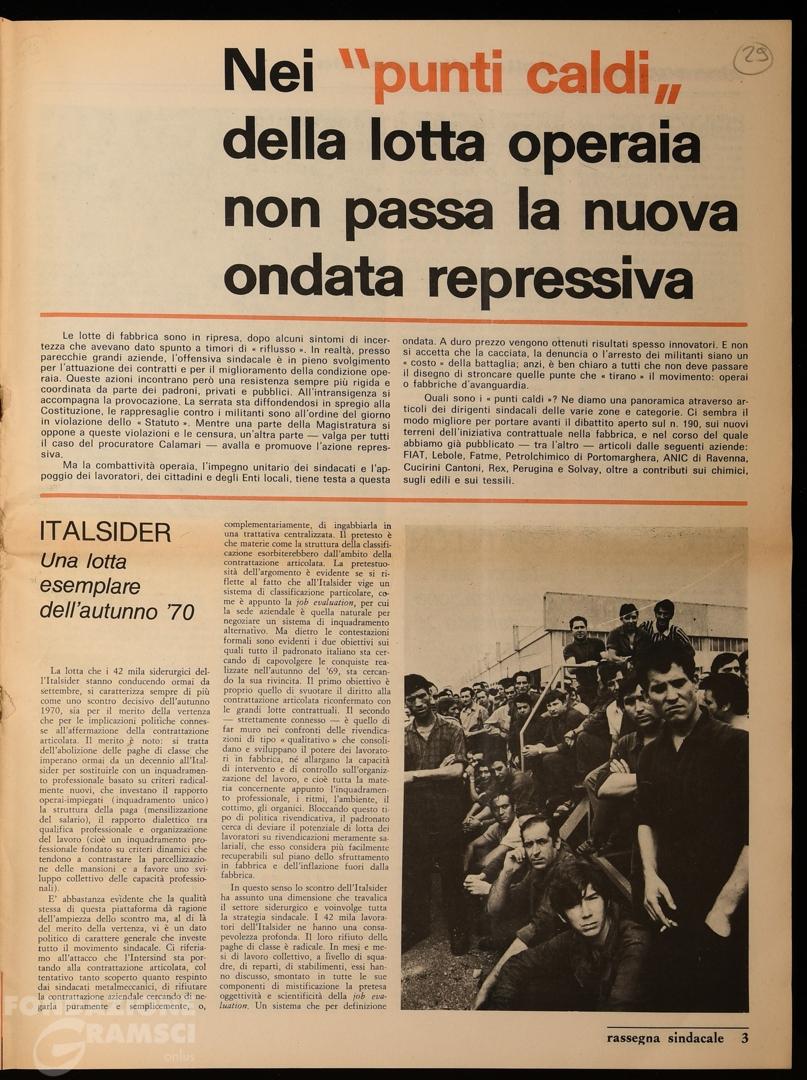 29
Nei “punti caldi„
della lotta operaia
non passa la nuova
ondata repressiva
Le lotte di fabbrica sono in ripresa, dopo alcuni sintomi di incer-
tezza che avevano dato spunto a timori di « riflusso ». In realtà, presso
parecchie grandi aziende, l'offensiva sindacale è in pieno svolgimento
per l'attuazione dei contratti e per il miglioramento della condizione ope-
raia. Queste azioni incontrano però una resistenza sempre più rigida e
coordinata da parte dei padroni, privati e pubblici. All'intransigenza si
accompagna la provocazione. La serrata sta diffondendosi in spregio alla
Costituzione, le rappresaglie contro i militanti sono all'ordine del giorno
in violazione dello « Statuto ». Mentre una parte della Magistratura si
oppone a queste violazioni e le censura, un'altra parte — valga per tutti
il caso del procuratore Calamari — avalla e promuove l'azione repres-
siva.
Ma la combattività operaia, l'impegno unitario dei sindacati e l'ap-
poggio dei lavoratori, dei cittadini e degli Enti locali, tiene testa a questa
ondata. A duro prezzo vengono ottenuti risultati spesso innovatori. E non
si accetta che la cacciata, la denuncia o l'arresto dei militanti siano un
« costo » della battaglia; anzi, è ben chiaro a tutti che non deve passare
il disegno di stroncare quelle punte che « tirano » il movimento: operai
o fabbriche d'avanguardia.
Quali sono i « punti caldi »? Ne diamo una panoramica atraverso ar-
ticoli dei dirigenti sindacali delle varie zone e categorie. Ci sembra il
modo migliore per portare avanti il dibattito aperto sul n. 190, sui nuovi
terreni dell'iniziativa contrattuale nella fabbrica, e nel corso del quale
abbiamo già pubblicato — tra l'altro — articoli dalle seguenti aziende:
FIAT, Lebole, Fatme, Petrolchimico di Portomarghera, ANIC di Ravenna,
Cucirini Cantoni, Rex, Perugina e Solvay, oltre a contributi sui chimici,
sugli edili e sui tessili.
ITALSIDER
Una lotta
esemplare
dell'autunno '70
La lotta che i 42 mila siderurgici del-
l'Italsider stanno conducendo ormai da
settembre, si caratterizza sempre di più
come uno scontro decisivo dell'autunno
1970, sia per il merito della vertenza
che per le implicazioni politiche connes-
se all'affermazione della contrattazione
articolata. Il merito è noto: si tratta
dell'abolizione delle paghe di classe che
imperano ormai da un decennio all'Ital-
sider per sostituirle con un inquadramen-
to professionale basato su criteri radical-
mente nuovi, che investano il rapporto
operai-impiegati (inquadramento unico)
la struttura della paga (mensilizzazione
del salario), il rapporto dialettico tra
qualifica professionale e organizzazione
del lavoro (cioè un inquadramento pro-
fessionale fondato su criteri dinamici che
tendono a contrastare la parcellizzazio-
ne delle mansioni e a favore uno svi-
luppo collettivo delle capacità professio-
nali).
E' abbastanza evidente che la qualità
stessa di questa piattaforma dà ragione
dell'ampiezza dello scontro ma, al di là
del merito della vertenza, vi è un dato
politico di carattere generale che investe
tutto il movimento sindacale. Ci riferia-
mo all'attacco che l'Intersind sta por-
tando alla contrattazione articolata, col
tentativo tanto scoperto quanto respinto
dai sindacati metalmeccanici, di rifiutare
la contrattazione aziendale cercando di ne-
garla puramente e semplicemente, o,
complementariamente, di ingabbiarla in
una trattativa centralizzata. Il pretesto è
che materie come la struttura della classifi-
cazione esorbiterebbero dall'ambito della
contrattazione articolata. La pretestuo-
sità dell'argomento è evidente se si ri-
flette al fatto che all'Italsider vige un
sistema di classificazione particolare, co-
me è appunto la job evaluation, per cui
la sede aziendale è quella naturale per
negoziare un sistema di inquadramento
alternativo. Ma dietro le contestazioni
formali sono evidenti i due obiettivi sui
quali tutto il padronato italiano sta cer-
cando di capovolgere le conquiste rea-
lizzate nell'autunno del '69, sta cercan-
do la sua rivincita. Il primo obiettivo è
proprio quello di svuotare il diritto alla
contrattazione articolata riconfermato con
le grandi lotte contrattuali. Il secondo
— strettamente connesso — è quello di
far muro nei confronti delle rivendica-
zioni di tipo « qualitativo » che consoli-
dano e sviluppano il potere dei lavorato-
ri in fabbrica, né allargano la capacità
di intervento e di controllo sull'organiz-
zazione del lavoro, e cioè tutta la mate-
ria concernente appunto l'inquadramen-
to professionale, i ritmi, l'ambiente, il
cottimo, gli organici. Bloccando questo ti-
po di politica rivendicativa, il padronato
cerca di deviare il potenziale di lotta dei
lavoratori su rivendicazioni meramente sa-
lariali, che esso considera più facilmente
recuperabili sul piano dello sfruttamento
in fabbrica e dell'inflazione fuori dalla
fabbrica.
In questo senso lo scontro dell'Italsider
ha assunto una dimensione che travalica
il settore siderurgico e voinvolge tutta
la strategia sindacale. I 42 mila lavora-
tori dell'Italsider ne hanno una consa-
pevolezza profonda. Il loro rifiuto delle
paghe di classe è radicale. In mesi e me-
si di lavoro collettivo, a livello di squa-
dre, di reparti, di stabilimenti, essi han-
no discusso, smontato in tutte le sue
componenti di mistificazione la pretesa
oggettività e scientificità della job eva-
luation. Un sistema che per definizione
FONDAZIONE
GRAMSCI
onlus
rassegna sindacale 3